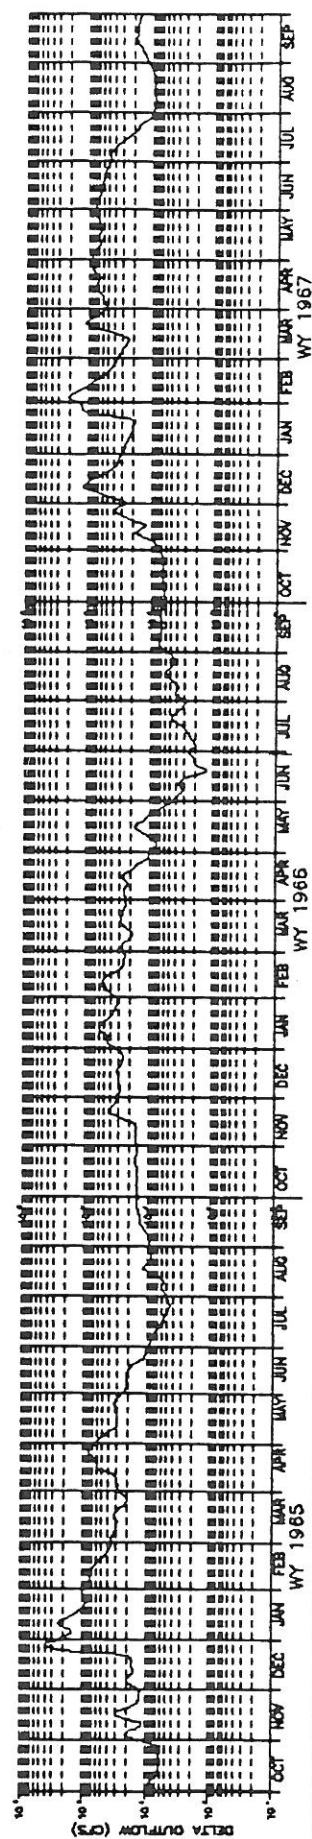 DELTA OUTFLOW (CFS)
OCT NOV DEC JAN FEB MAR APR MAY JUN JUL AUG SEP OCT NOV DEC JAN FEB MAR APR MAY JUN JUL AUG SEP OCT NOV DEC JAN FEB MAR APR MAY JUN JUL AUG SEP
WY 1965 WY 1966 WY 1967